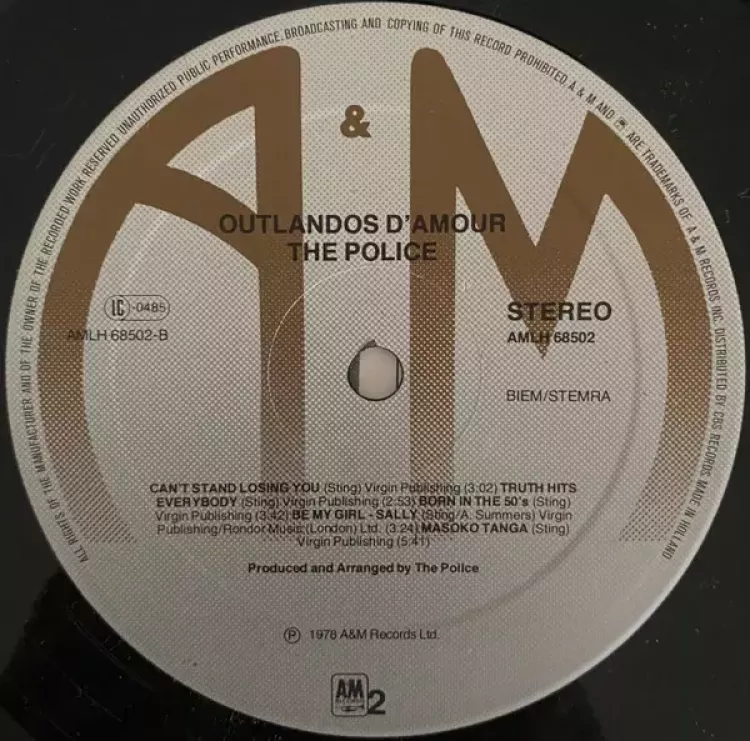 ALL RIGHTS OF THE MANUFACTURER AND OF THE OWNER OF THE RECORDED WORK RESERVED UNAUTHORIZED PUBLIC PERFORMANCE, BROADCASTING AND COPYING OF THIS RECORD PROHIBITED A & M AND ARE TRADEMARKS OF A & M RECORDS INC. DISTRIBUTED BY CBS RECORDS MADE IN HOLLAND
A & M
OUTLANDOS D'AMOUR
THE POLICE
LC-0485
AMLH 68502-B
STEREO
AMLH 68502
BIEM/STEMRA
CAN'T STAND LOSING YOU (Sting) Virgin Publishing (3:02) TRUTH HITS
EVERYBODY (Sting) Virgin Publishing (2:53) BORN IN THE 50's (Sting)
Virgin Publishing (3:42) BE MY GIRL - SALLY (Sting/A. Summers) Virgin
Publishing/Rondor Music (London) Ltd. (3:24) MASOKO TANGA (Sting)
Virgin Publishing (5:41)
Produced and Arranged by The Police
℗ 1978 A&M Records Ltd.
AM
RECORDS
2